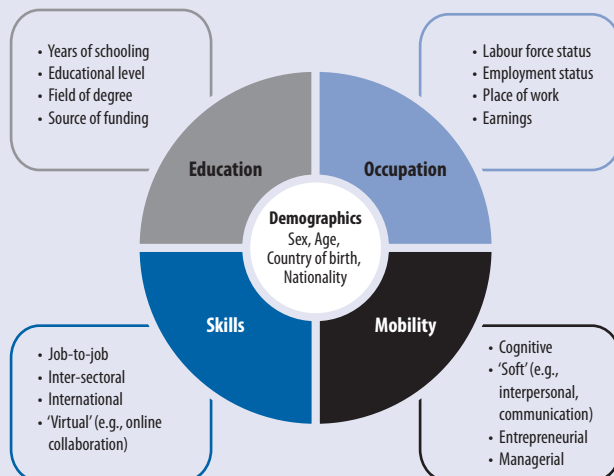 • Years of schooling
• Educational level
• Field of degree
• Source of funding
• Labour force status
• Employment status
• Place of work
• Earnings
Education
Occupation
Demographics
Sex, Age,
Country of birth,
Nationality
Skills
Mobility
• Job-to-job
• Inter-sectoral
• International
• ‘Virtual’ (e.g., online
collaboration)
• Cognitive
• ‘Soft’ (e.g.,
interpersonal,
communication)
• Entrepreneurial
• Managerial